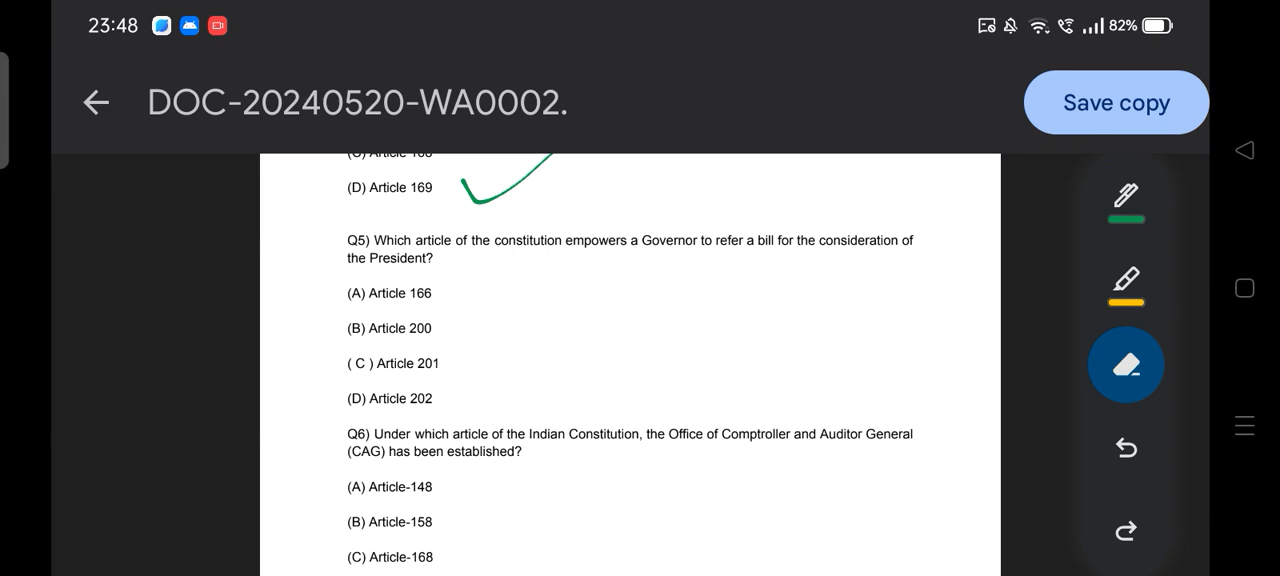 23:48
82%
DOC-20240520-WA0002.
Save copy
(D) Article 169
Q5) Which article of the constitution empowers a Governor to refer a bill for the consideration of
the President?
(A) Article 166
(B) Article 200
( C ) Article 201
(D) Article 202
Q6) Under which article of the Indian Constitution, the Office of Comptroller and Auditor General
(CAG) has been established?
(A) Article-148
(B) Article-158
(C) Article-168